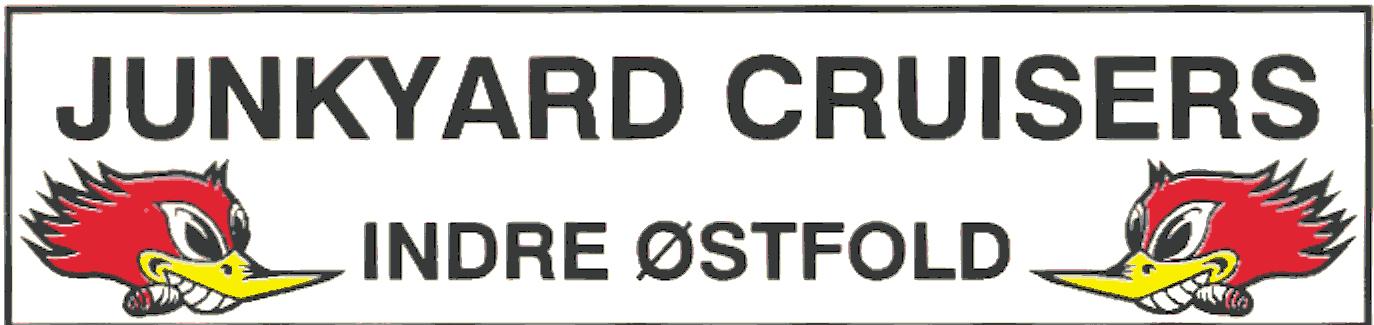 JUNKYARD CRUISERS
INDRE ØSTFOLD